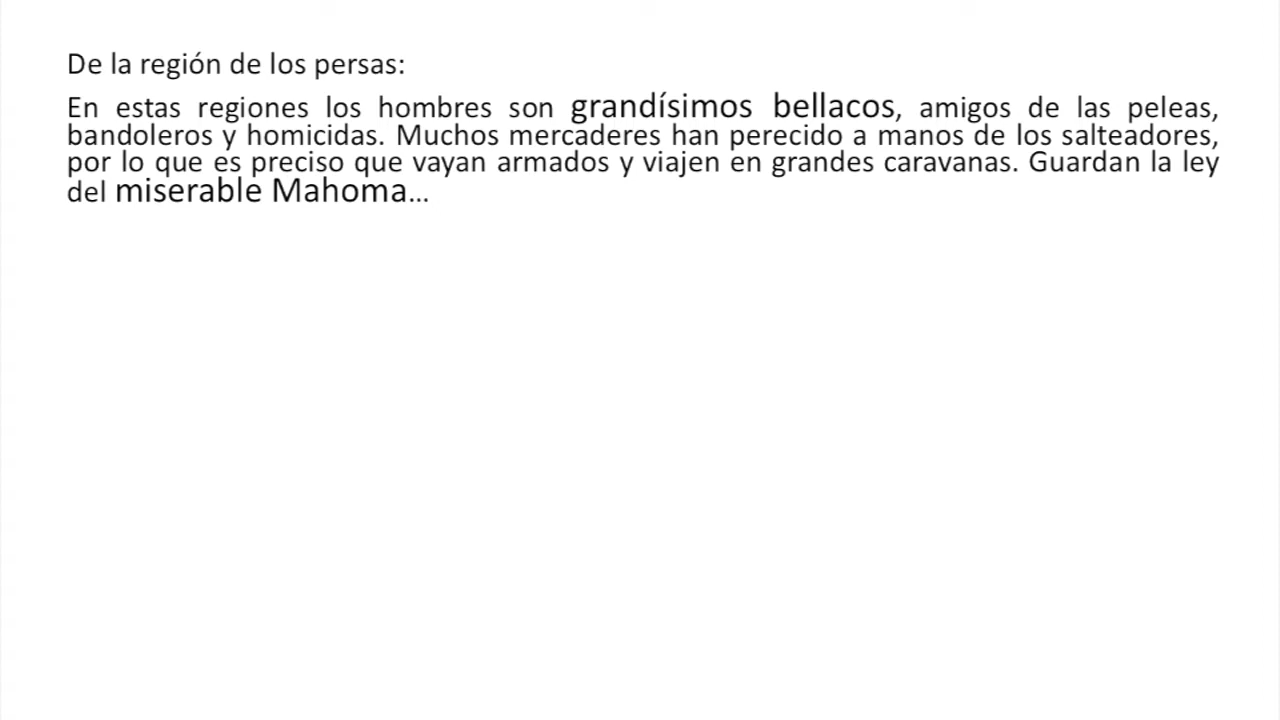 De la región de los persas:
En estas regiones los hombres son grandísimos bellacos, amigos de las peleas,
bandoleros y homicidas. Muchos mercaderes han perecido a manos de los salteadores,
por lo que es preciso que vayan armados y viajen en grandes caravanas. Guardan la ley
del miserable Mahoma…